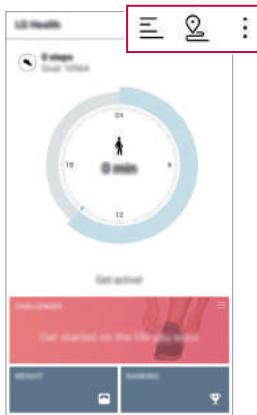 LG Health
0 steps
Goal: 10564
24
18
6
0 min
12
Get active!
CHALLENGES
Get started on the life you want
WEIGHT
RANKING